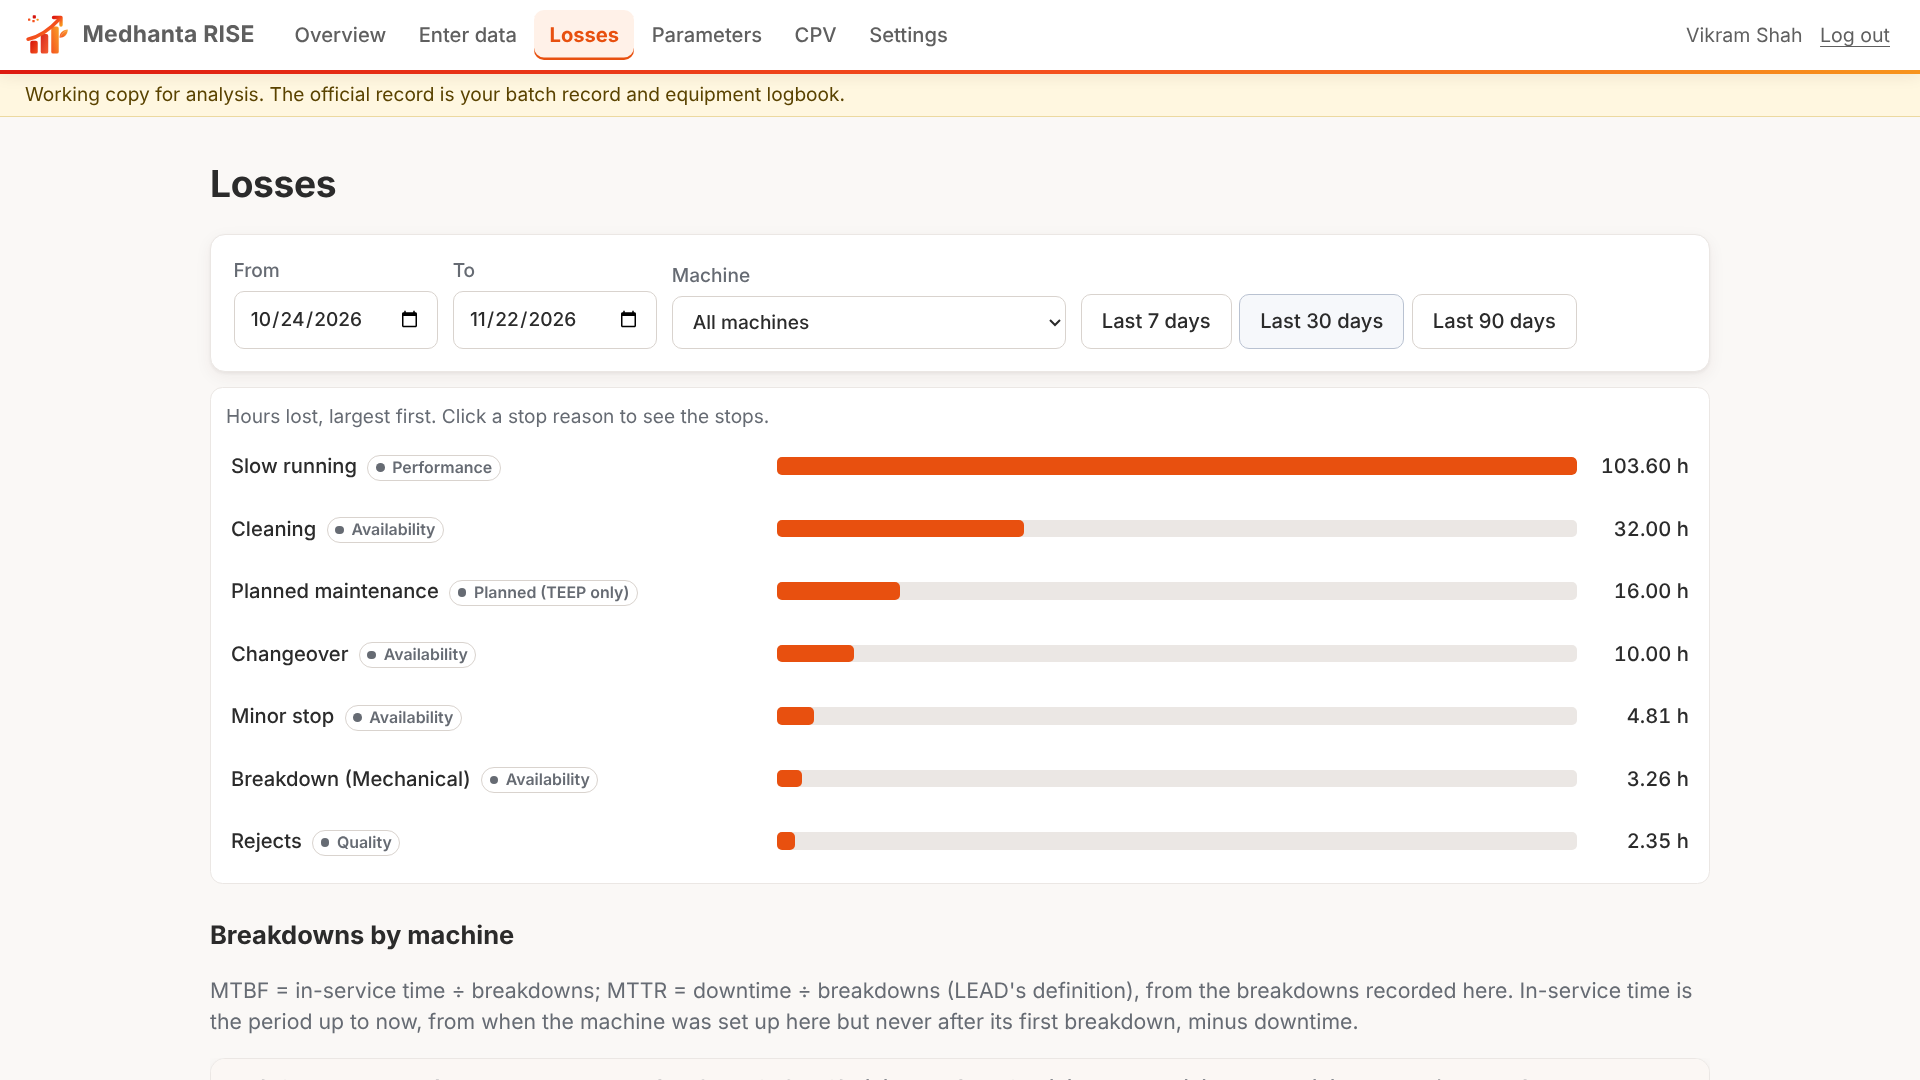 Medhanta RISE Overview Enter data Losses Parameters CPV Settings Vikram Shah Log out
Working copy for analysis. The official record is your batch record and equipment logbook.
Losses
From To Machine
10/24/2026 11/22/2026 All machines Last 7 days Last 30 days Last 90 days
Hours lost, largest first. Click a stop reason to see the stops.
Slow running Performance 103.60 h
Cleaning Availability 32.00 h
Planned maintenance Planned (TEEP only) 16.00 h
Changeover Availability 10.00 h
Minor stop Availability 4.81 h
Breakdown (Mechanical) Availability 3.26 h
Rejects Quality 2.35 h
Breakdowns by machine
MTBF = in-service time ÷ breakdowns; MTTR = downtime ÷ breakdowns (LEAD's definition), from the breakdowns recorded here. In-service time is
the period up to now, from when the machine was set up here but never after its first breakdown, minus downtime.